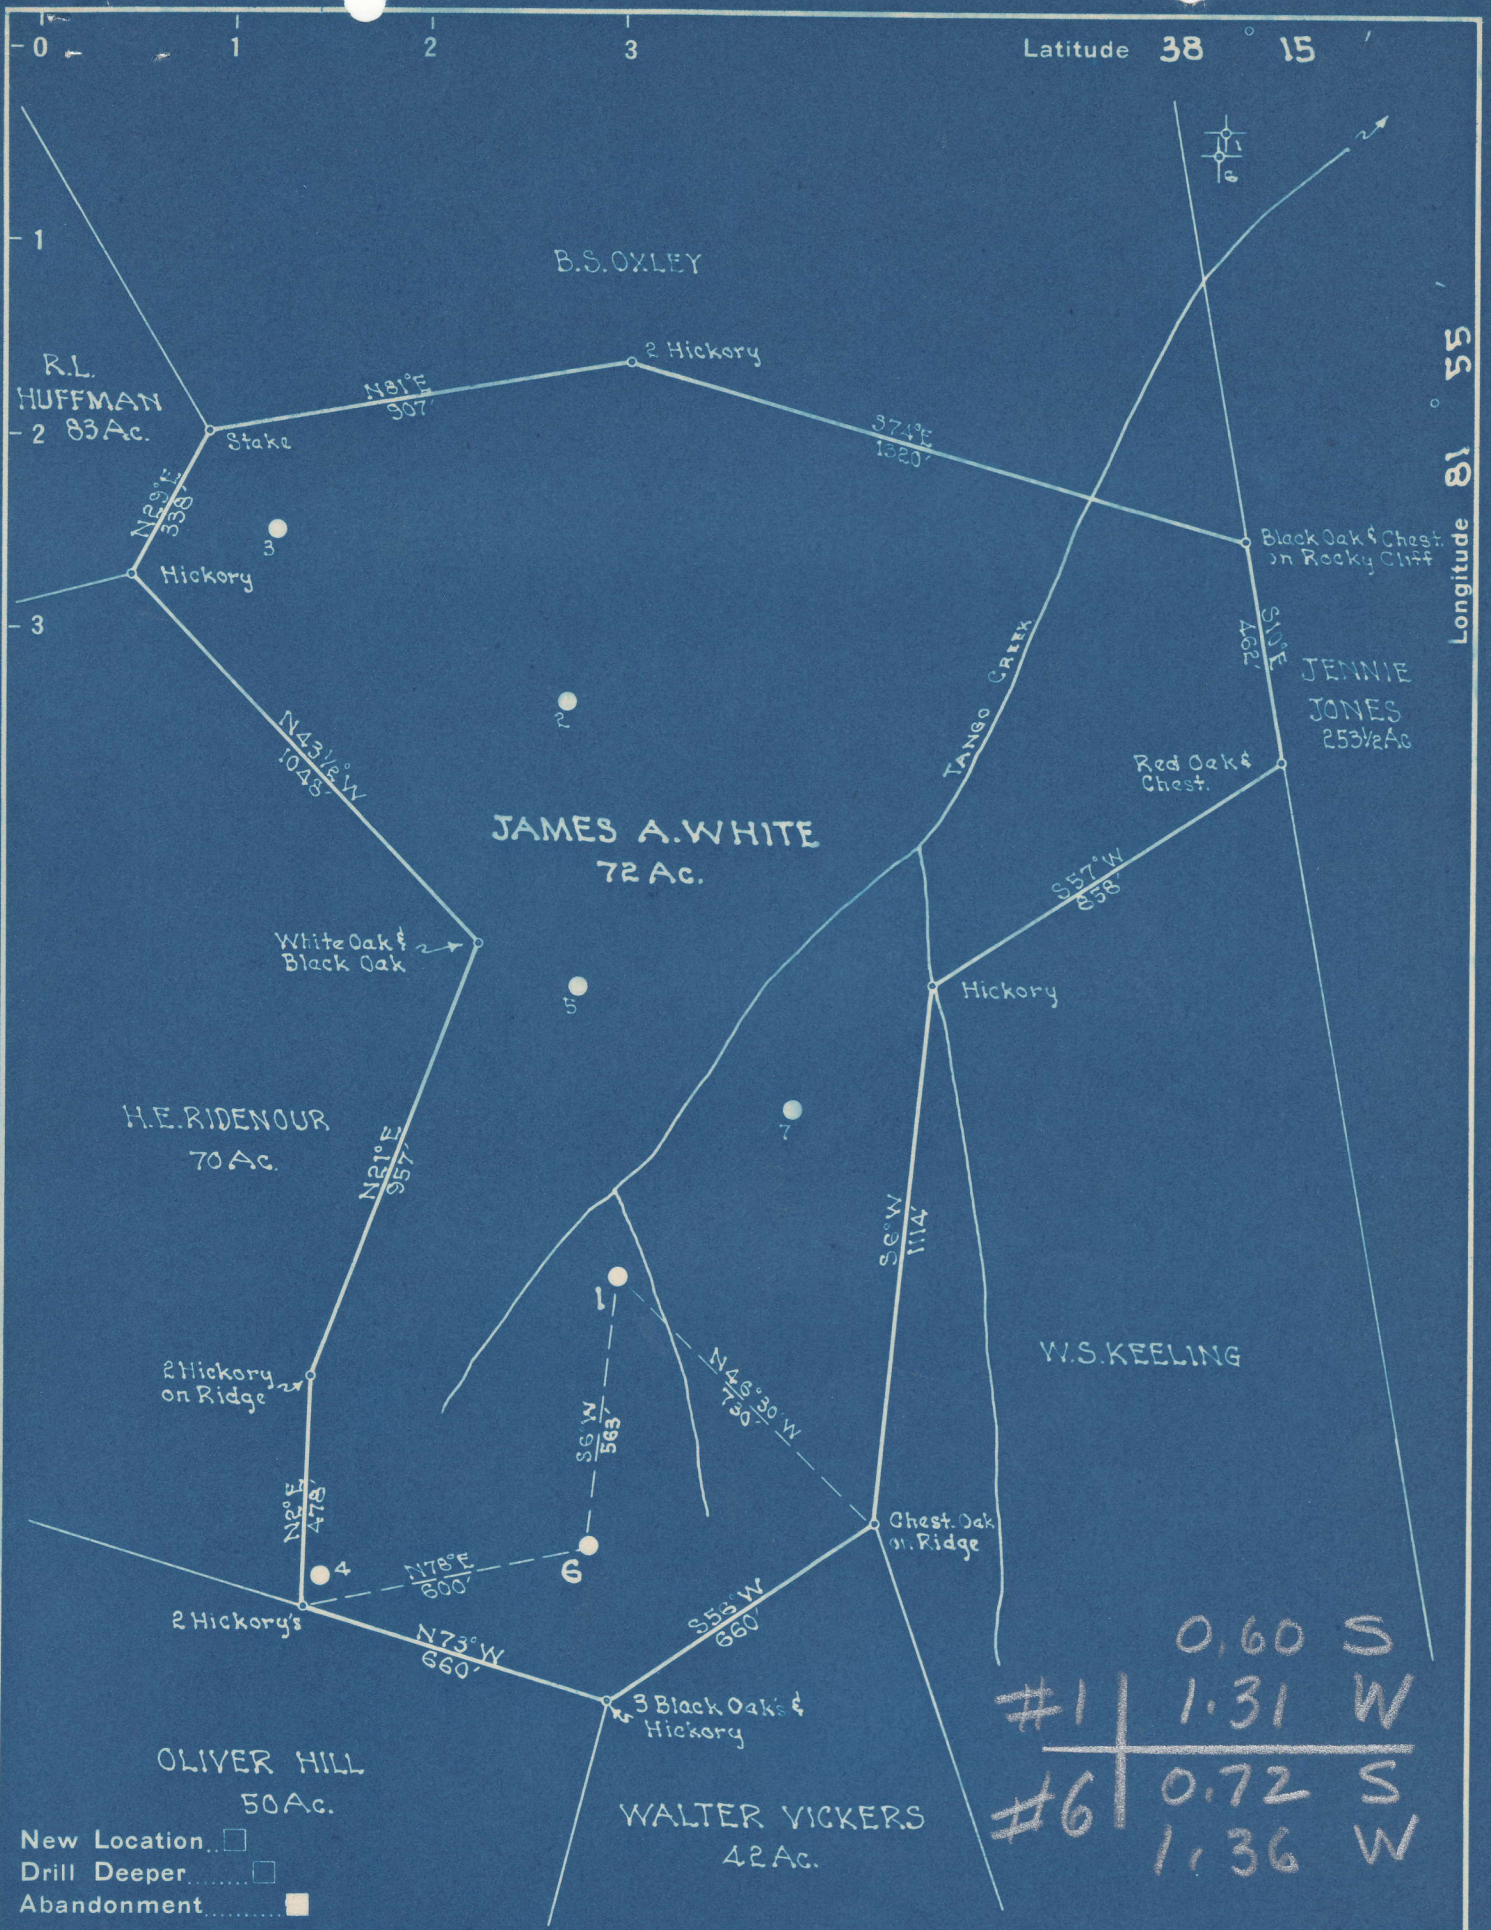 0 1 2 3 Latitude 38° 15'
1
6
1
B.S. OXLEY
Longitude 81° 55'
R.L.
HUFFMAN
83 Ac.
2 Hickory
N81°E
907'
2
Stake
S74°E
1320'
N29°E
338'
3
Hickory
Black Oak & Chest.
on Rocky Cliff
3
S10°E
462'
JENNIE
JONES
253½ Ac
TANGO CREEK
2
N43½°W
1048'
Red Oak &
Chest.
JAMES A. WHITE
72 Ac.
S57°W
858'
White Oak &
Black Oak
5
Hickory
H.E. RIDENOUR
70 Ac.
N21°E
957'
7
S6°W
1114'
1
W.S. KEELING
2 Hickory
on Ridge
N46°30'W
730'
S6°W
563'
N2°E
478'
Chest. Oak
on Ridge
4
N78°E
600'
6
2 Hickory's
N73°W
660'
S56°W
660'
3 Black Oak's &
Hickory
0.60 S
#1 1.31 W
#6 0.72 S
1.36 W
OLIVER HILL
50 Ac.
WALTER VICKERS
42 Ac.
New Location..
Drill Deeper........
Abandonment..........